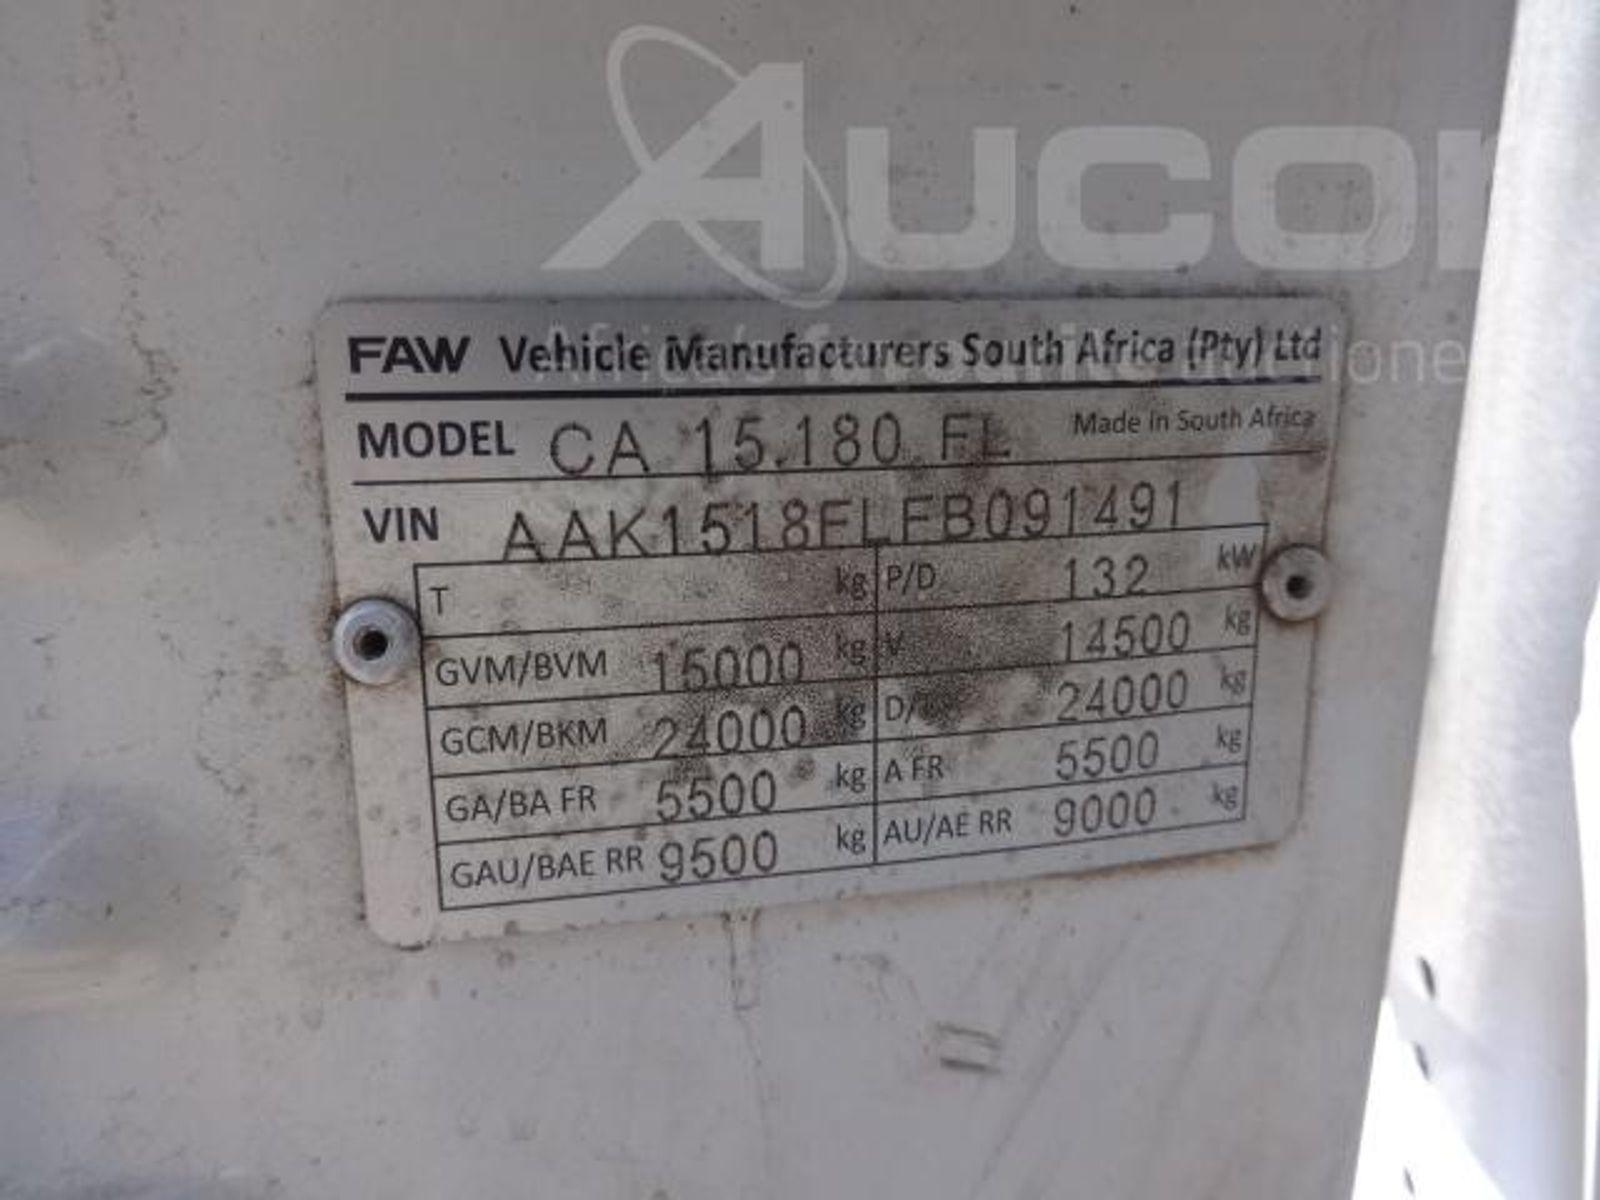 Aucor
FAW Vehicle Manufacturers South Africa (Pty) Ltd
MODEL CA 15.180 FL Made in South Africa
VIN AAK1518FLFB091491
T kg P/D 132 kW
GVM/BVM 15000 kg V 14500 kg
GCM/BKM 24000 kg D/ 24000 kg
GA/BA FR 5500 kg A FR 5500 kg
GAU/BAE RR 9500 kg AU/AE RR 9000 kg